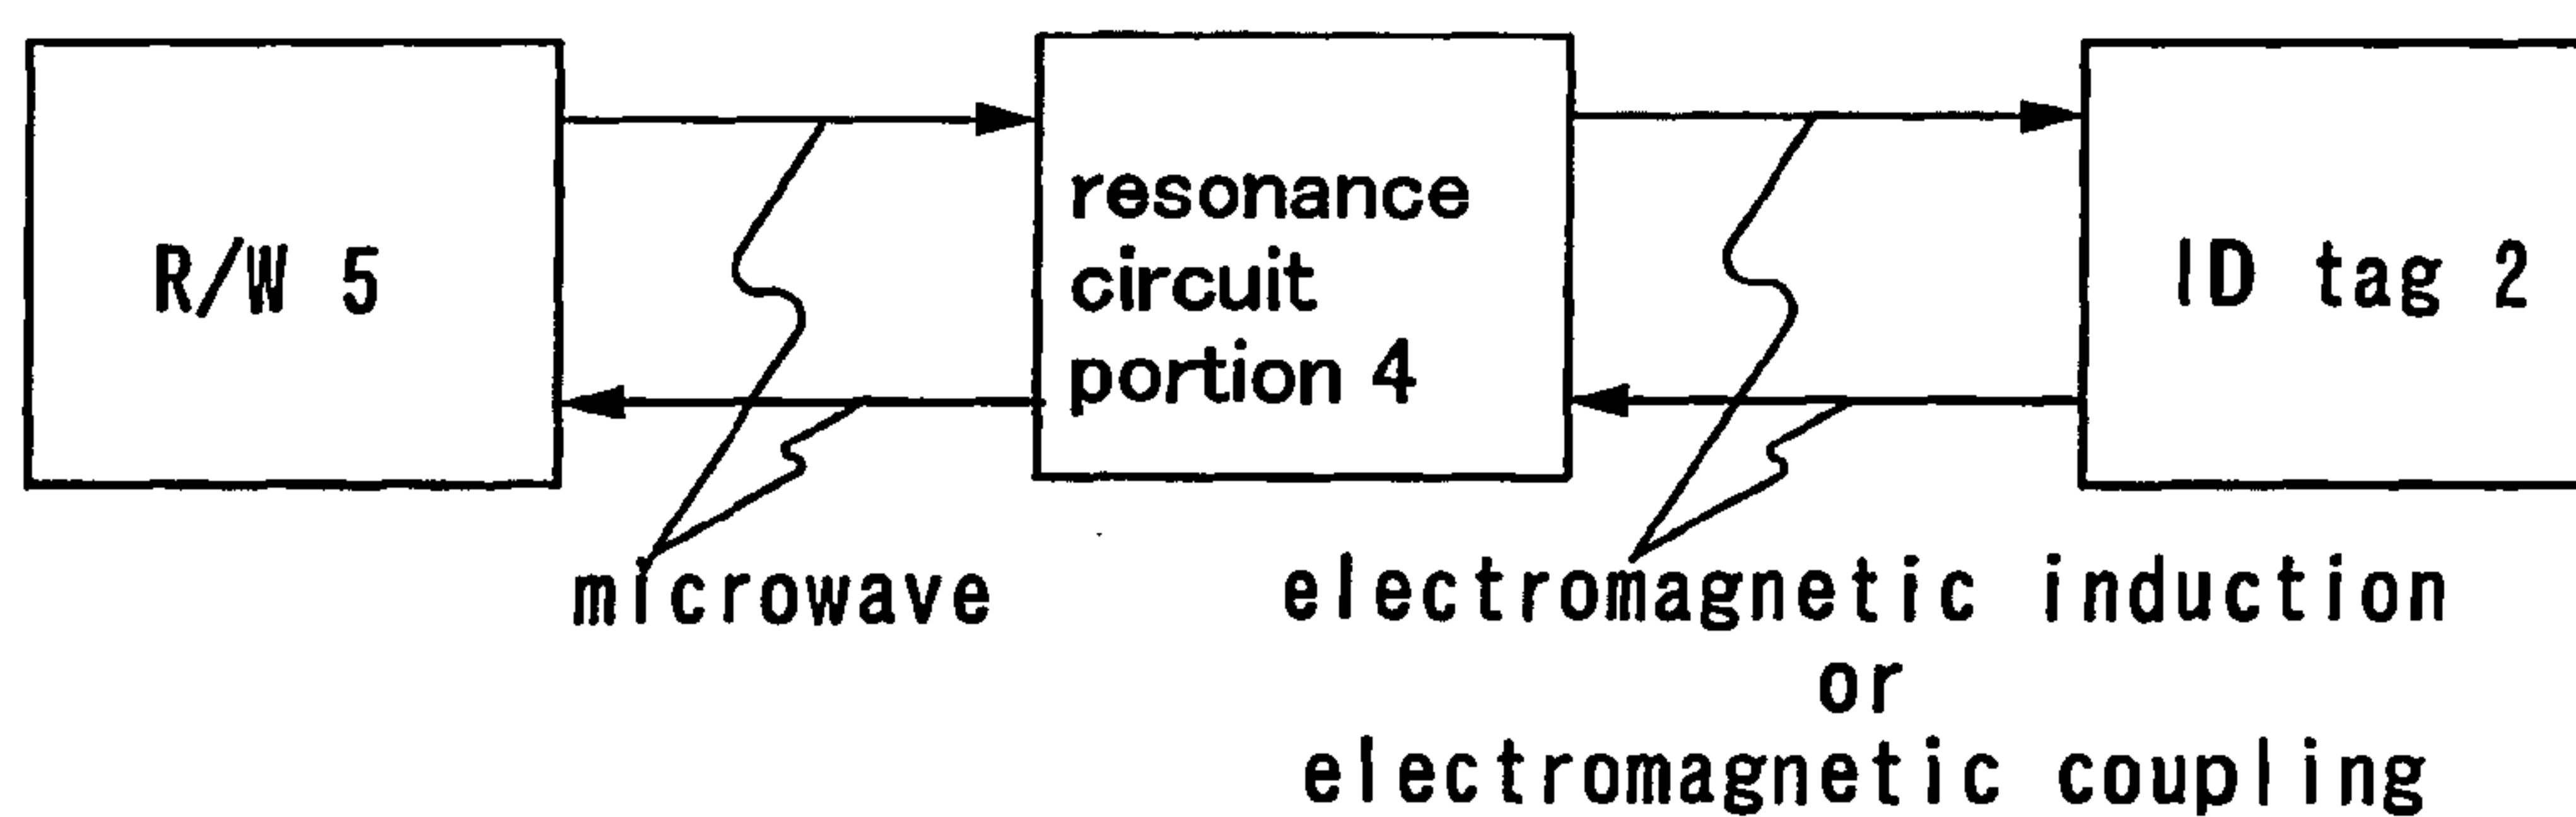 R/W 5
resonance
circuit
portion 4
ID tag 2
microwave
electromagnetic induction
or
electromagnetic coupling